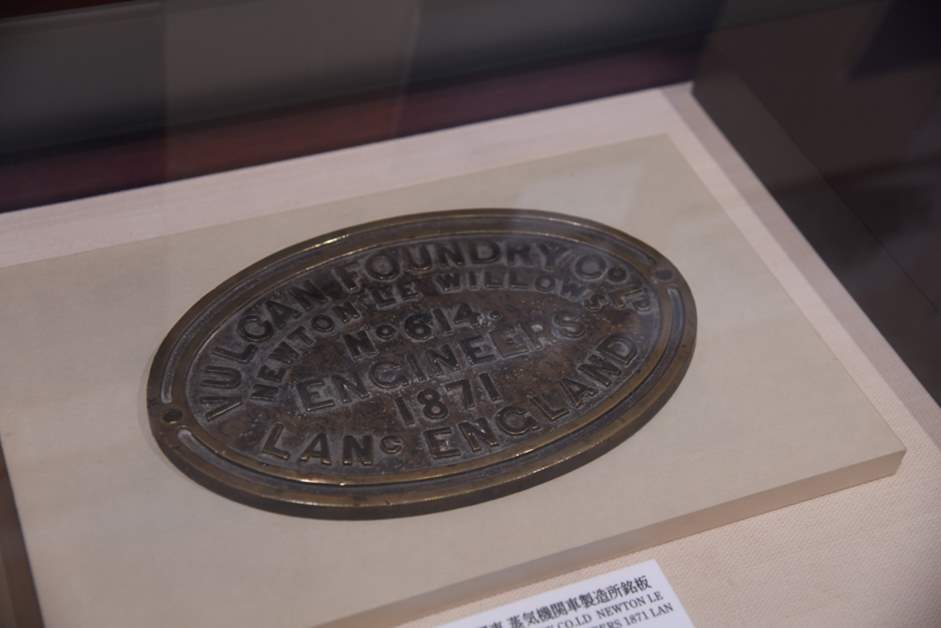 VULCAN FOUNDRY Co LD
NEWTON LE WILLOWS
No 614.
ENGINEERS
1871
LANC ENGLAND
蒸気機関車製造所銘板
CO.LD NEWTON LE
1871 LAN